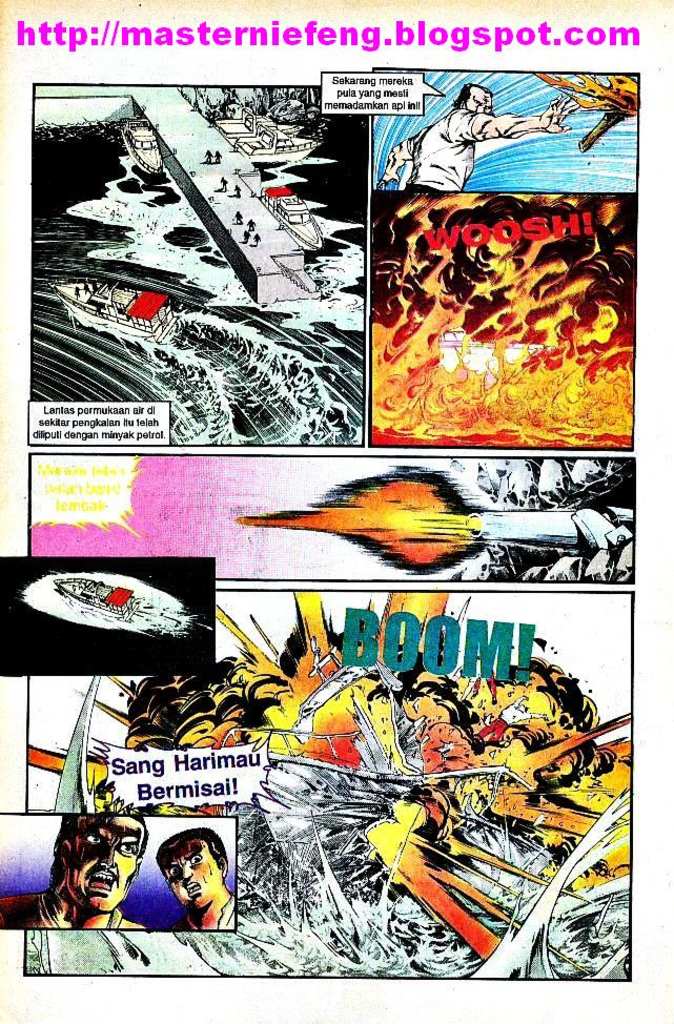 http://masterniefeng.blogspot.com
Sekarang mereka
pula yang mesti
memadamkan api ini!
WOOSH!
Lantas permukaan air di
sekitar pengkalan itu telah
diliputi dengan minyak petrol.
BOOM!
Sang Harimau
Bermisai!